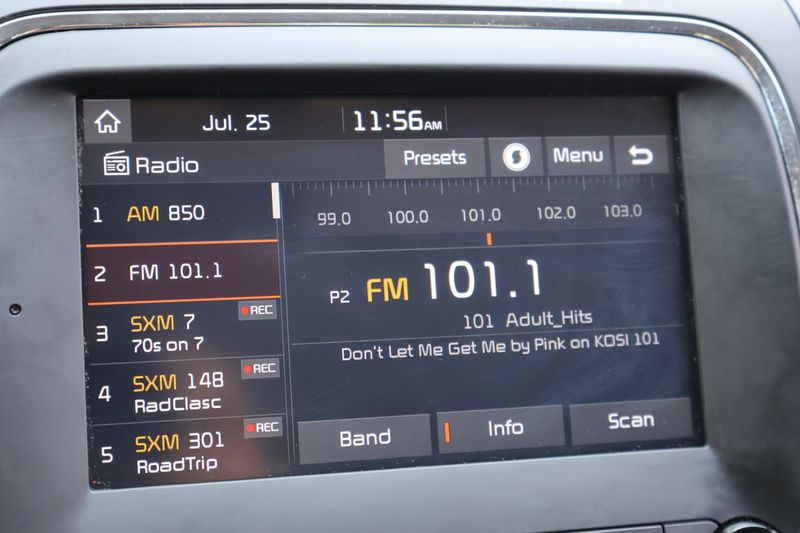 Jul. 25 11:56AM
Radio Presets Menu
1 AM 850
2 FM 101.1
3 SXM 7 REC
70s on 7
4 SXM 148 REC
RadClasc
5 SXM 301 REC
RoadTrip
99.0 100.0 101.0 102.0 103.0
P2 FM 101.1
101 Adult_Hits
Don't Let Me Get Me by Pink on KOSI 101
Band Info Scan